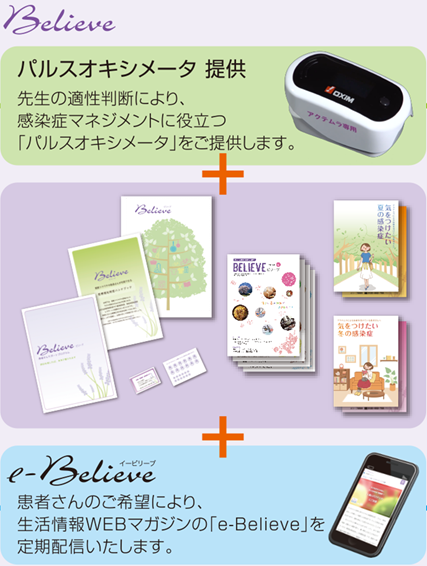 Believe
パルスオキシメータ 提供
先生の適性判断により、
感染症マネジメントに役立つ
「パルスオキシメータ」をご提供します。
OXIM
アクテムラ専用
Believe
Believe
Believe
BELIEVE
気をつけたい
夏の感染症
気をつけたい
冬の感染症
イービリーブ
e-Believe
患者さんのご希望により、
生活情報WEBマガジンの「e-Believe」を
定期配信いたします。